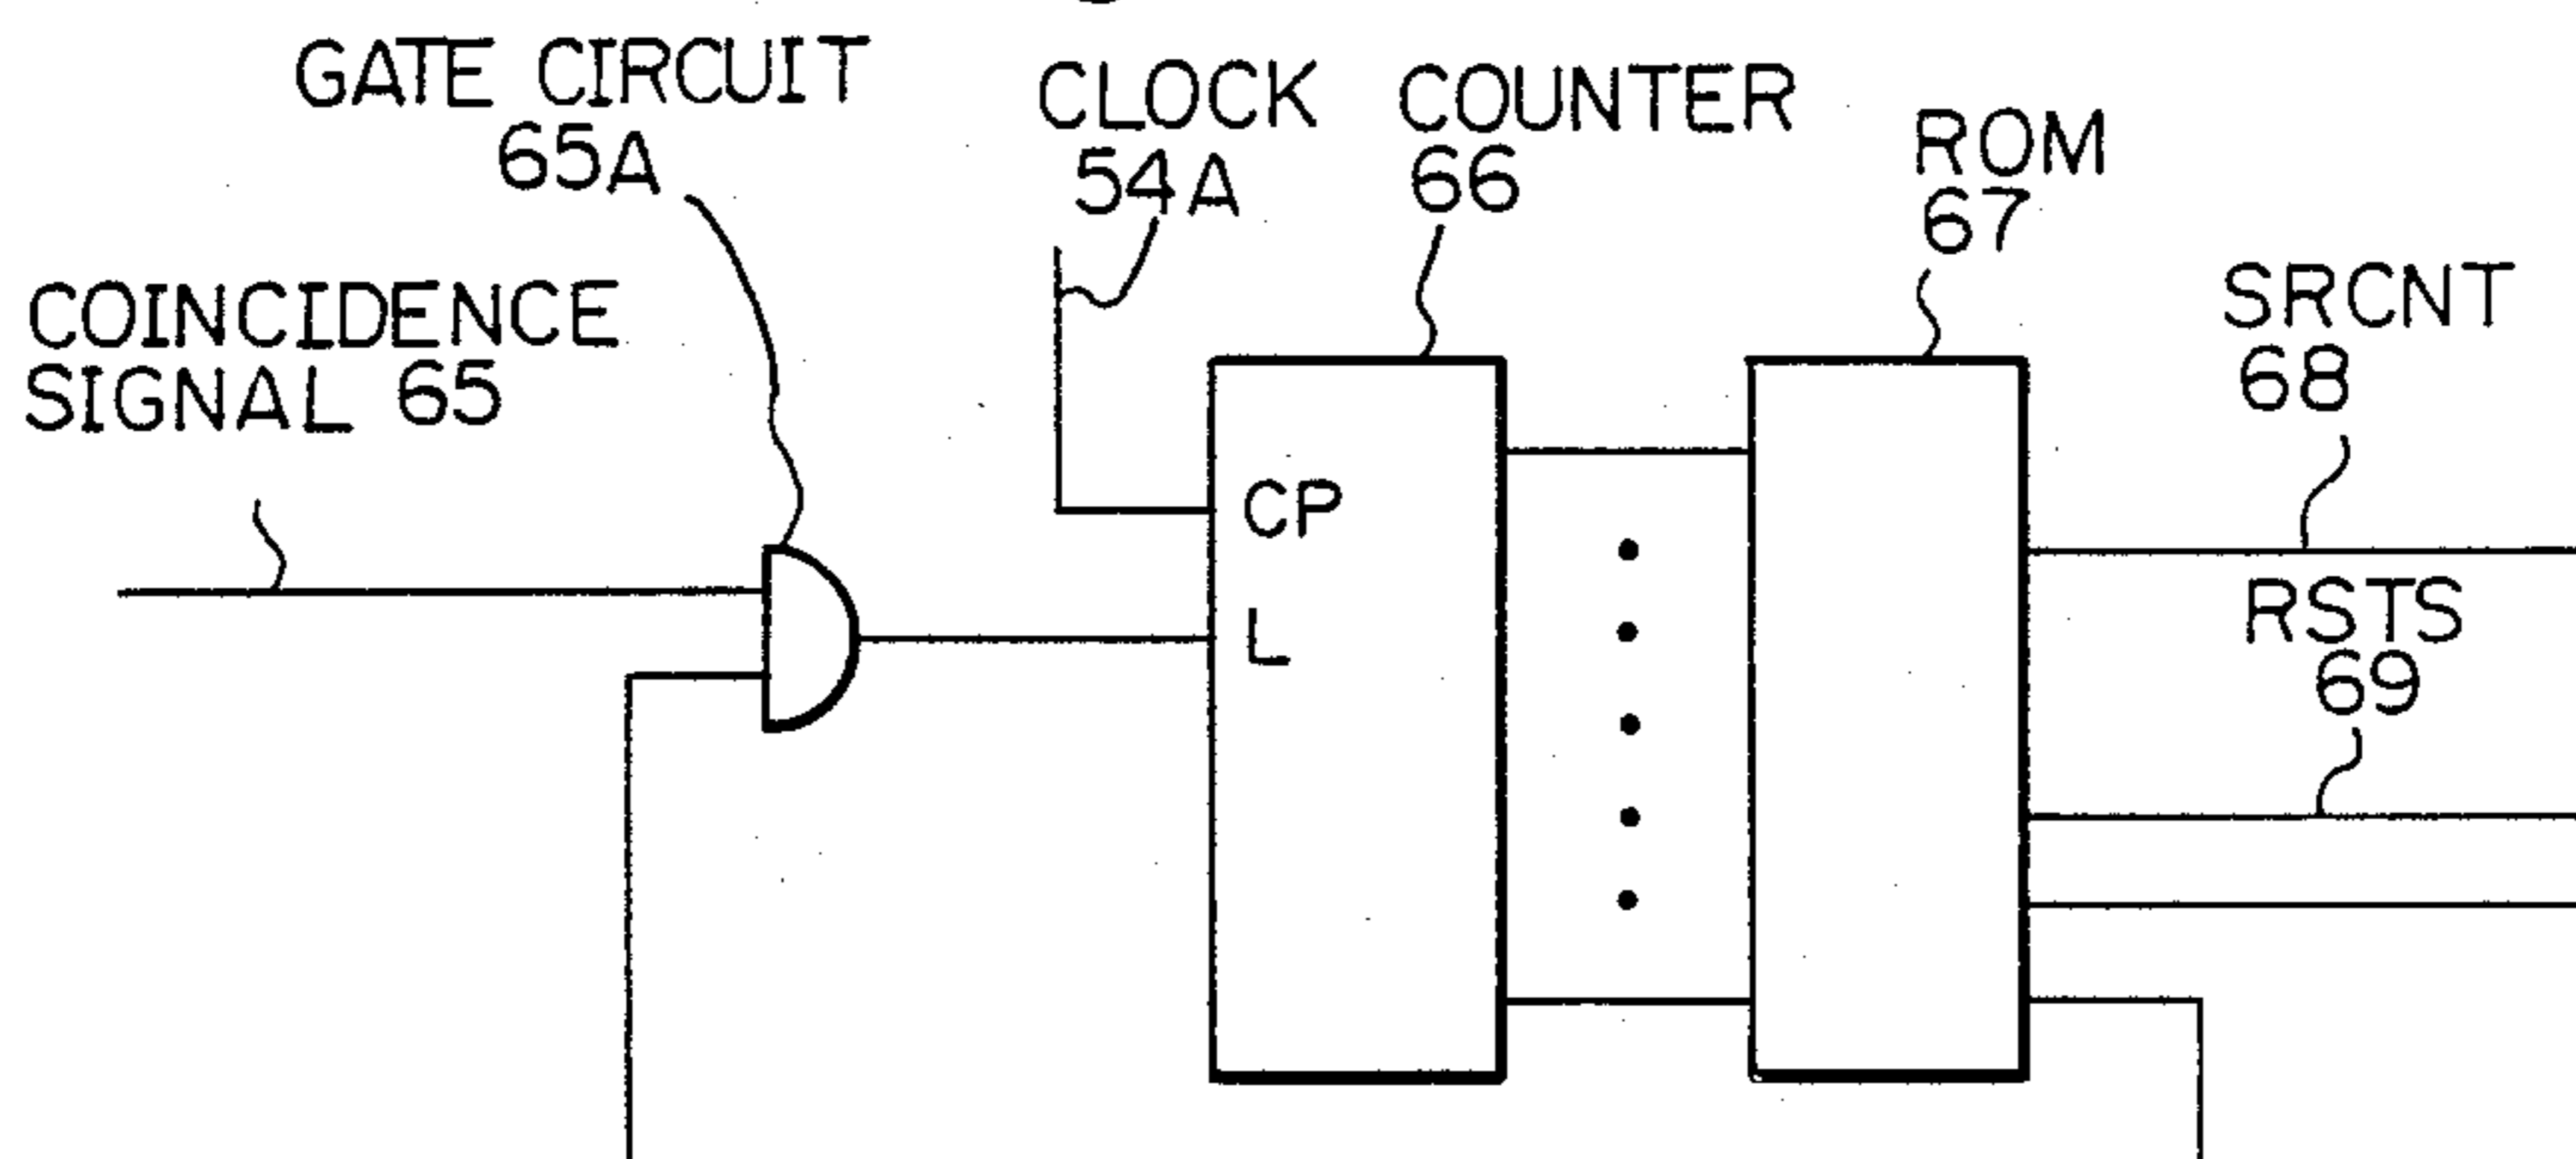 GATE CIRCUIT
65A
CLOCK
54A
COUNTER
66
ROM
67
COINCIDENCE
SIGNAL 65
SRCNT
68
CP
L
RSTS
69